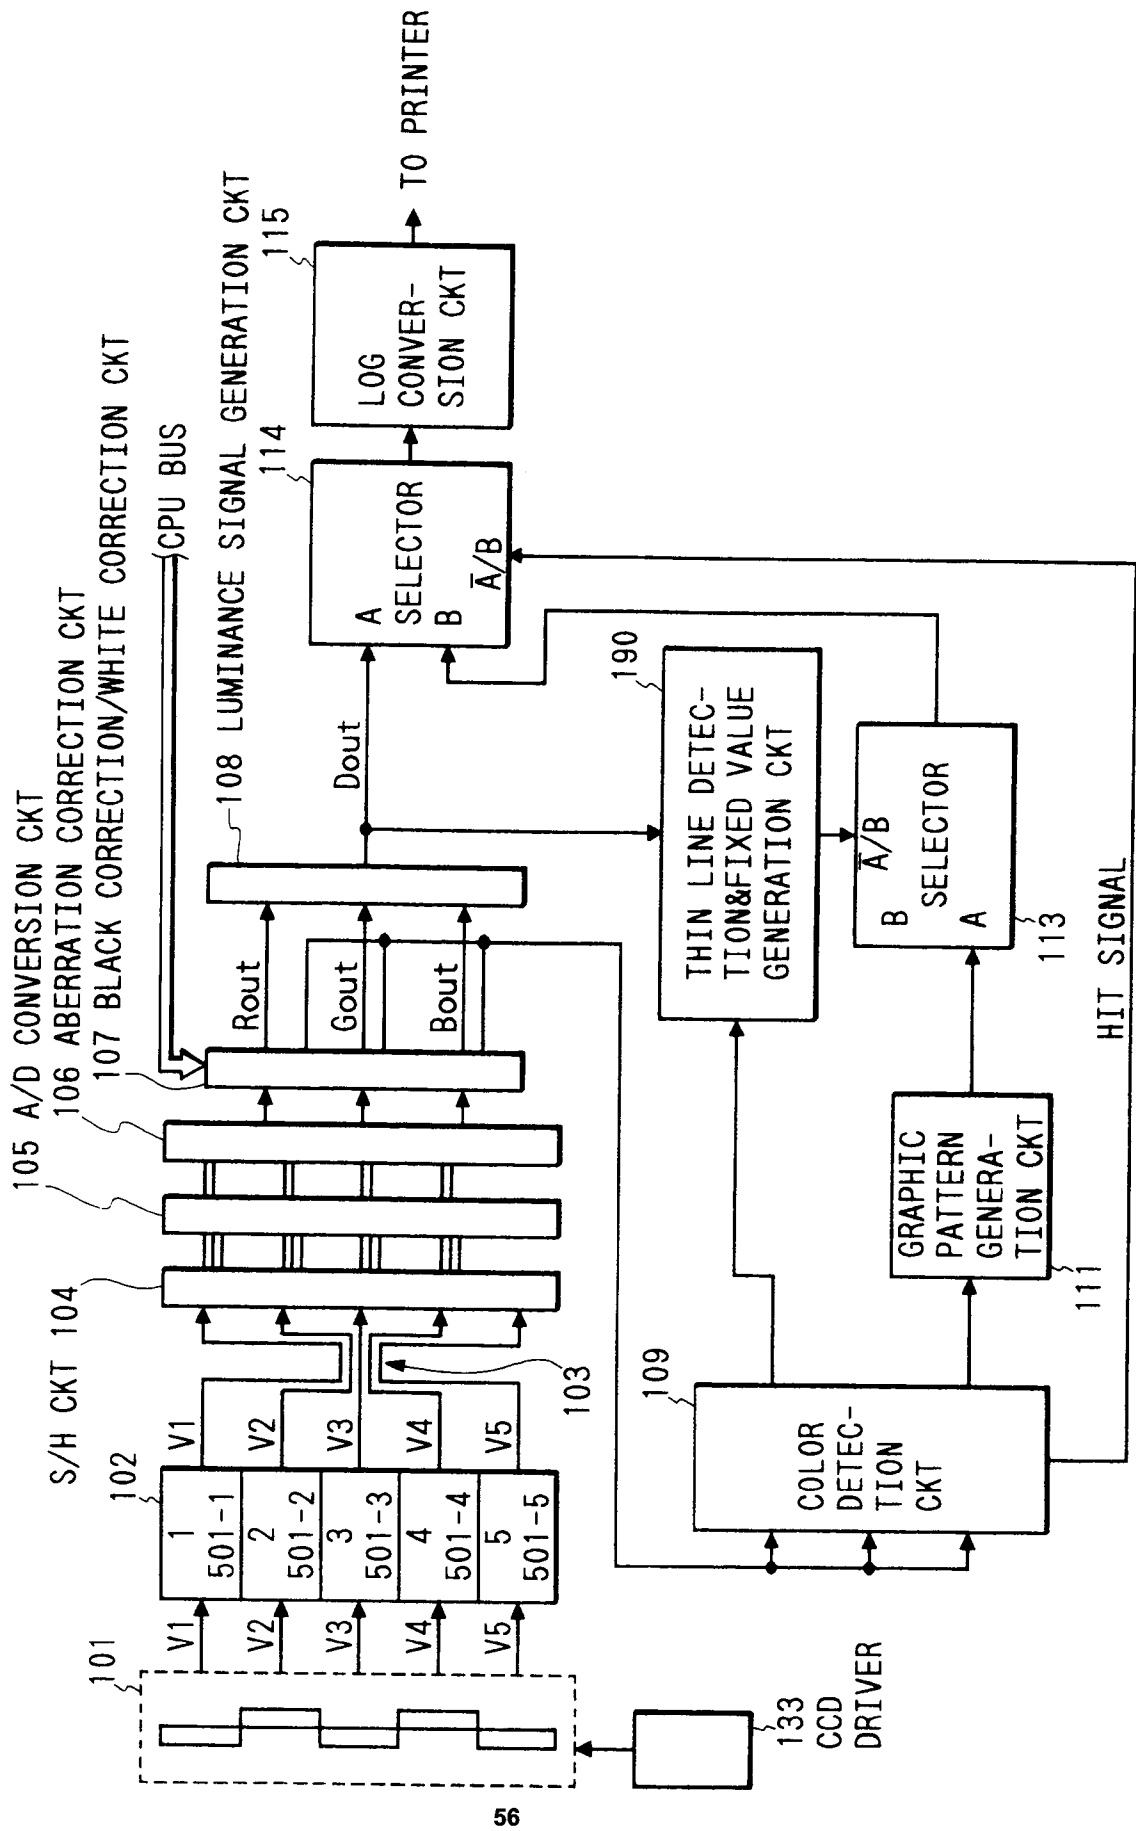 105 A/D CONVERSION CKT
106 ABERRATION CORRECTION CKT
107 BLACK CORRECTION/WHITE CORRECTION CKT
CPU BUS
108 LUMINANCE SIGNAL GENERATION CKT
S/H CKT 104
101
102
V1
V2
V3
V4
V5
1
501-1
2
501-2
3
501-3
4
501-4
5
501-5
V1
V2
V3
V4
V5
103
Rout
Gout
Bout
Dout
114
A
SELECTOR
B
A̅/B
115
LOG
CONVER-
SION CKT
TO PRINTER
133
CCD
DRIVER
109
COLOR
DETEC-
TION
CKT
190
THIN LINE DETEC-
TION&FIXED VALUE
GENERATION CKT
111
GRAPHIC
PATTERN
GENERA-
TION CKT
113
A̅/B
B
SELECTOR
A
HIT SIGNAL
56